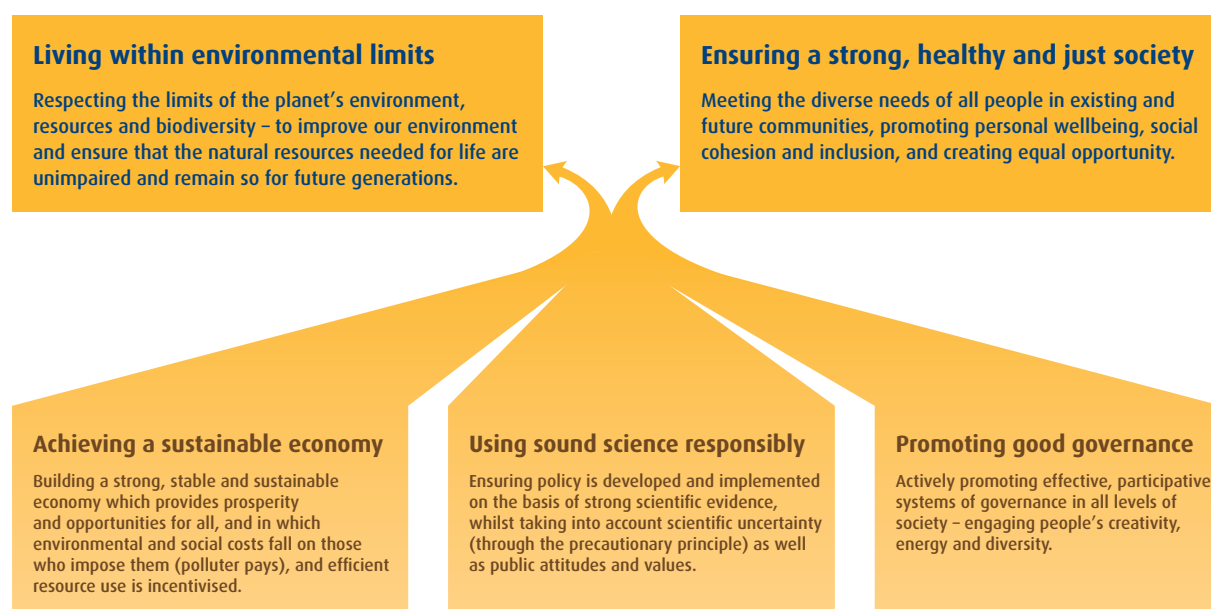 Living within environmental limits
Respecting the limits of the planet's environment,
resources and biodiversity – to improve our environment
and ensure that the natural resources needed for life are
unimpaired and remain so for future generations.
Ensuring a strong, healthy and just society
Meeting the diverse needs of all people in existing and
future communities, promoting personal wellbeing, social
cohesion and inclusion, and creating equal opportunity.
Achieving a sustainable economy
Building a strong, stable and sustainable
economy which provides prosperity
and opportunities for all, and in which
environmental and social costs fall on those
who impose them (polluter pays), and efficient
resource use is incentivised.
Using sound science responsibly
Ensuring policy is developed and implemented
on the basis of strong scientific evidence,
whilst taking into account scientific uncertainty
(through the precautionary principle) as well
as public attitudes and values.
Promoting good governance
Actively promoting effective, participative
systems of governance in all levels of
society – engaging people's creativity,
energy and diversity.